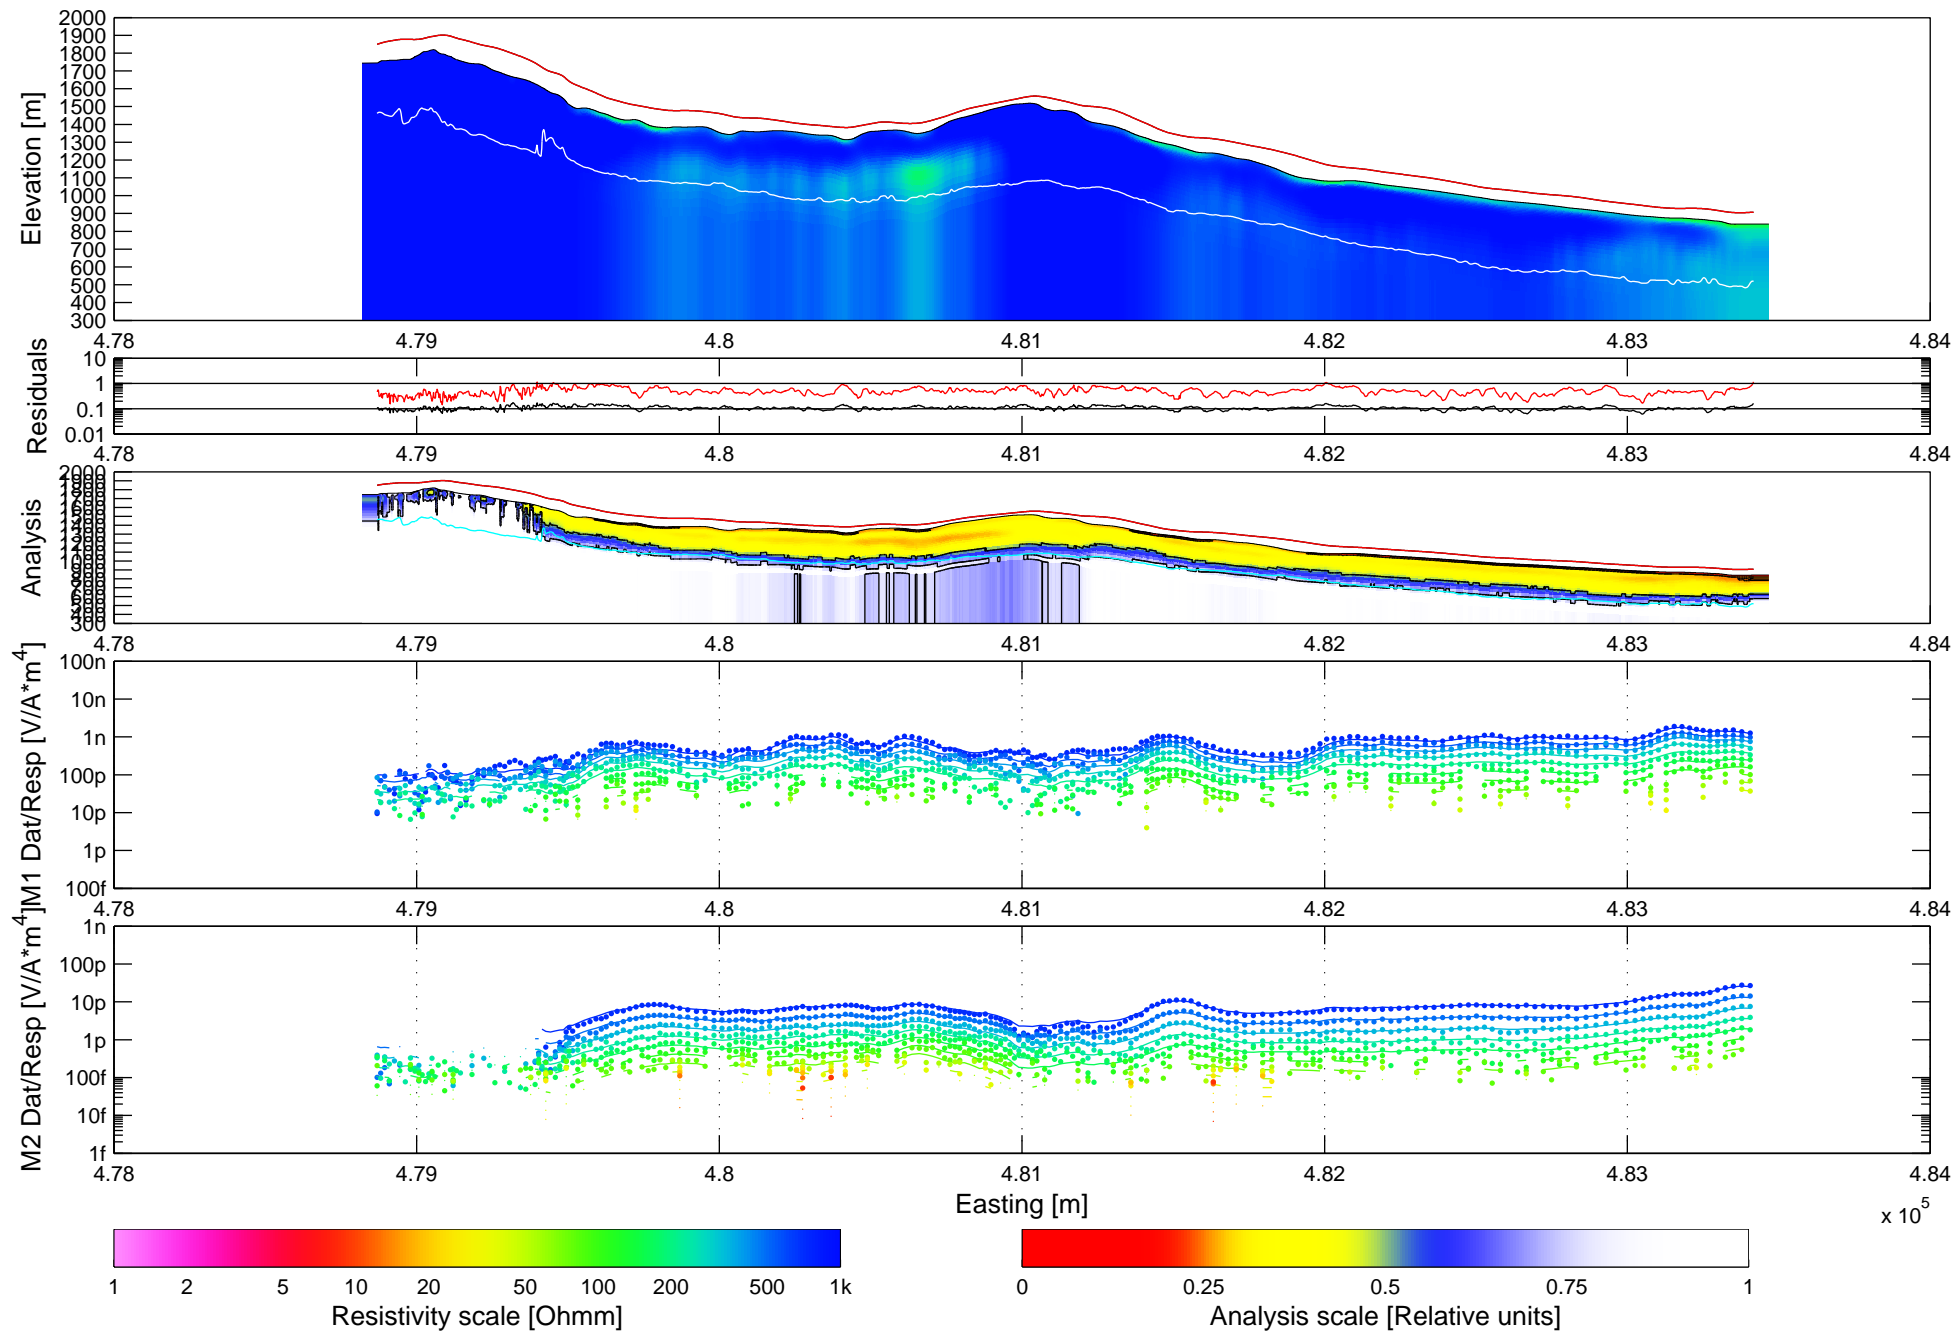 Elevation [m]
2000
1900
1800
1700
1600
1500
1400
1300
1200
1100
1000
900
800
700
600
500
400
300
4.78 4.79 4.8 4.81 4.82 4.83 4.84
Residuals
10
1
0.1
0.01
4.78 4.79 4.8 4.81 4.82 4.83 4.84
Analysis
2000
300
4.78 4.79 4.8 4.81 4.82 4.83 4.84
M1 Dat/Resp [V/A*m^4]
100n
10n
1n
100p
10p
1p
100f
4.78 4.79 4.8 4.81 4.82 4.83 4.84
M2 Dat/Resp [V/A*m^4]
1n
100p
10p
1p
100f
10f
1f
4.78 4.79 4.8 4.81 4.82 4.83 4.84
Easting [m]
x 10^5
1 2 5 10 20 50 100 200 500 1k
Resistivity scale [Ohmm]
0 0.25 0.5 0.75 1
Analysis scale [Relative units]